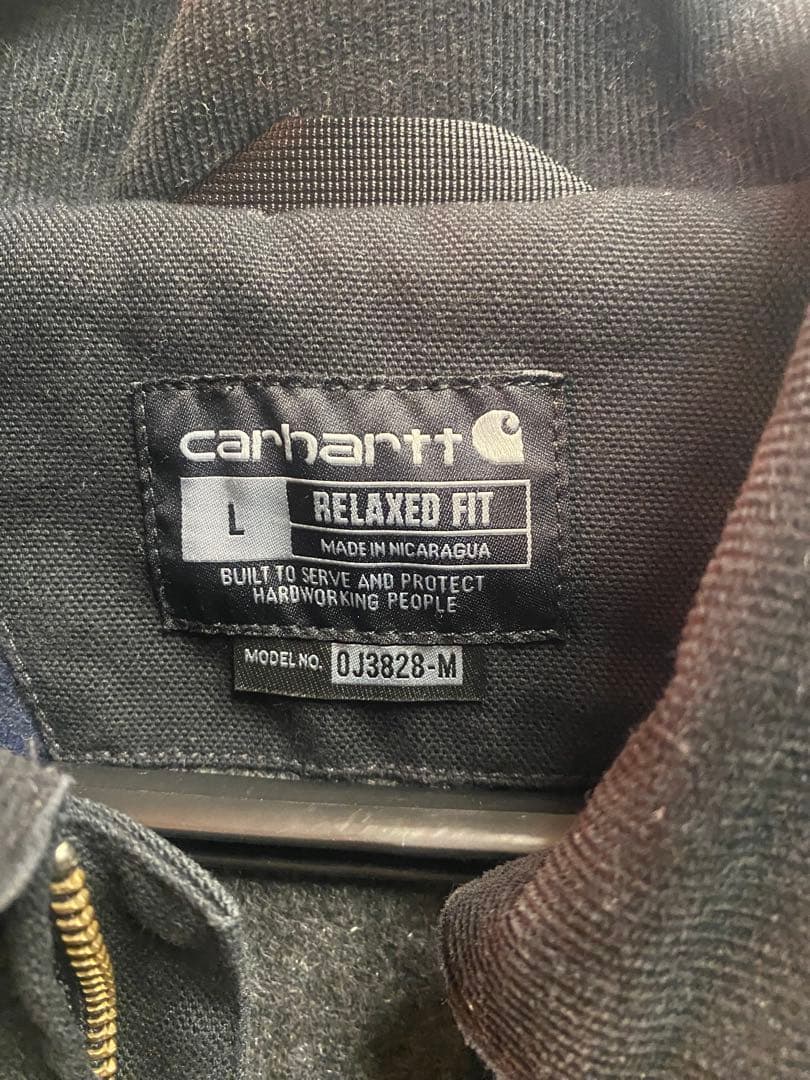 carhartt
L
RELAXED FIT
MADE IN NICARAGUA
BUILT TO SERVE AND PROTECT
HARDWORKING PEOPLE
MODEL NO. 0J3828-M